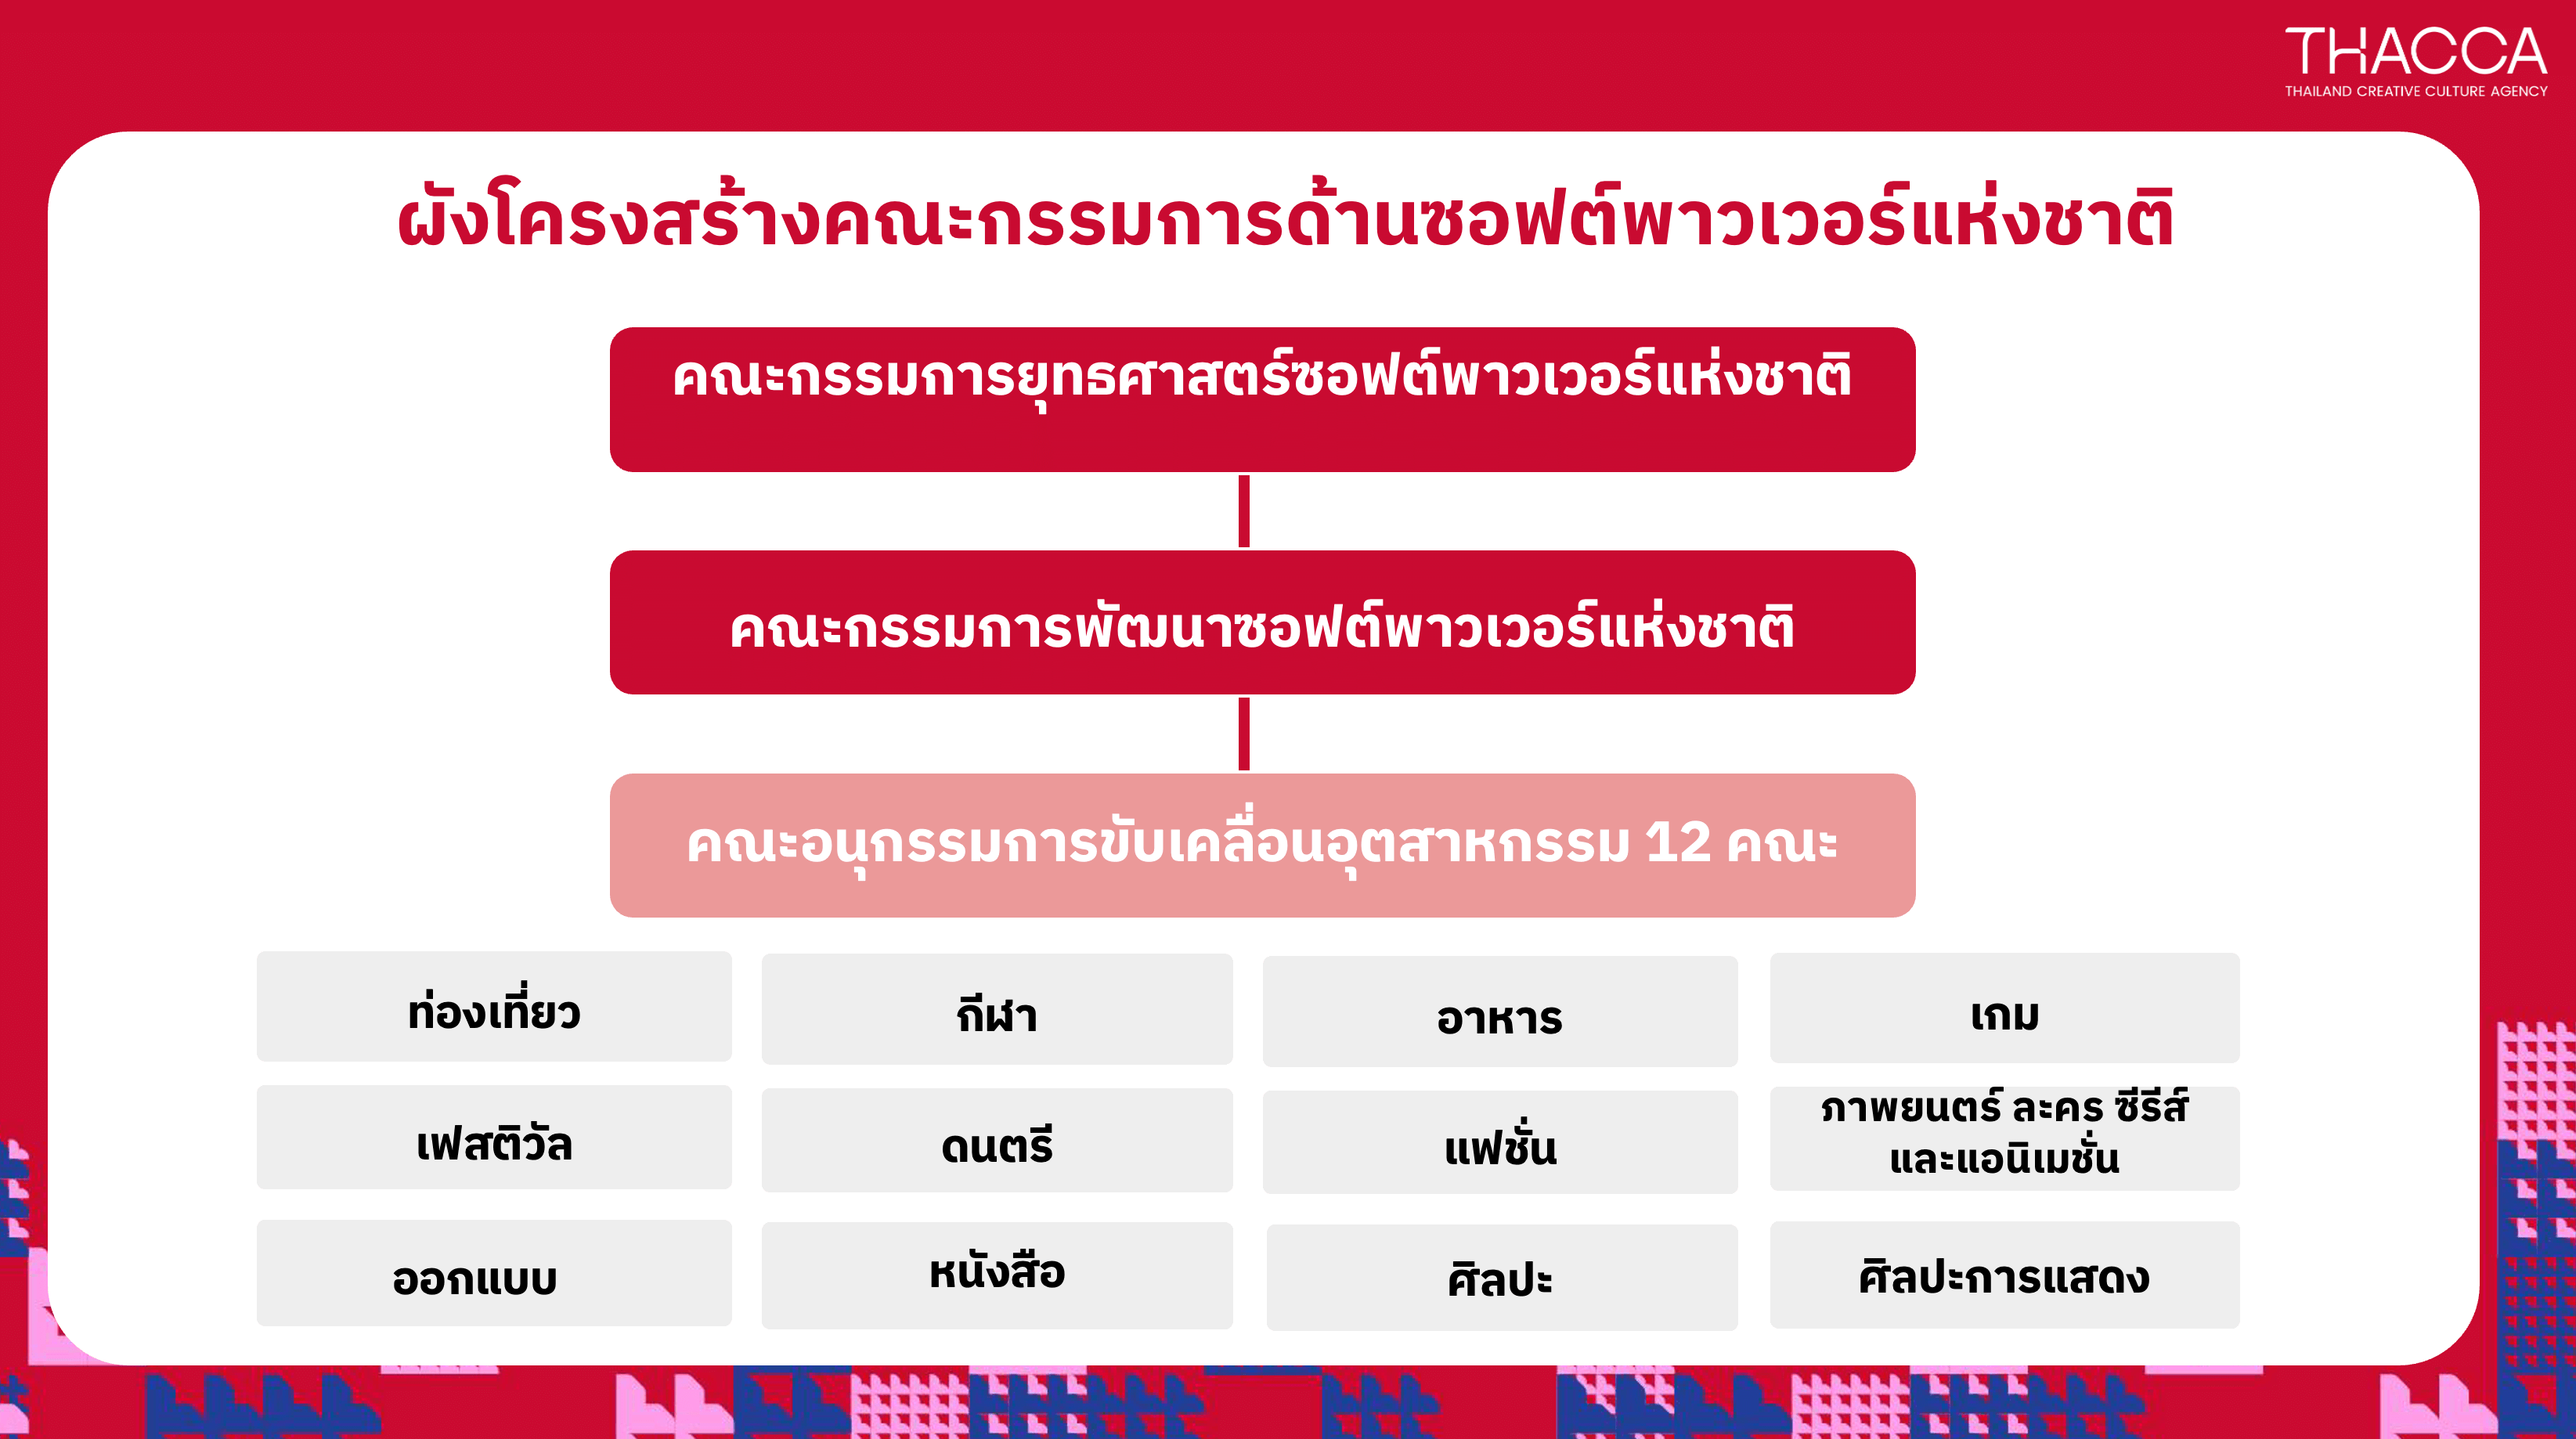 THACCA
THAILAND CREATIVE CULTURE AGENCY
ผังโครงสร้างคณะกรรมการด้านซอฟต์พาวเวอร์แห่งชาติ
คณะกรรมการยุทธศาสตร์ซอฟต์พาวเวอร์แห่งชาติ
คณะกรรมการพัฒนาซอฟต์พาวเวอร์แห่งชาติ
คณะอนุกรรมการขับเคลื่อนอุตสาหกรรม 12 คณะ
ท่องเที่ยว
กีฬา
อาหาร
เกม
เฟสติวัล
ดนตรี
แฟชั่น
ภาพยนตร์ ละคร ซีรีส์
และแอนิเมชั่น
ออกแบบ
หนังสือ
ศิลปะ
ศิลปะการแสดง